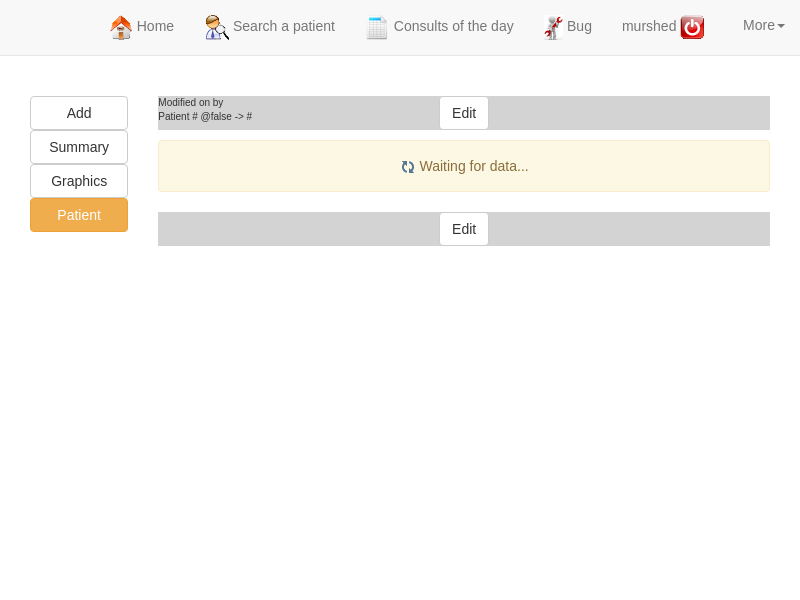 Home Search a patient Consults of the day Bug murshed More
Add
Summary
Graphics
Patient
Modified on by
Patient # @false -> #
Edit
Waiting for data...
Edit